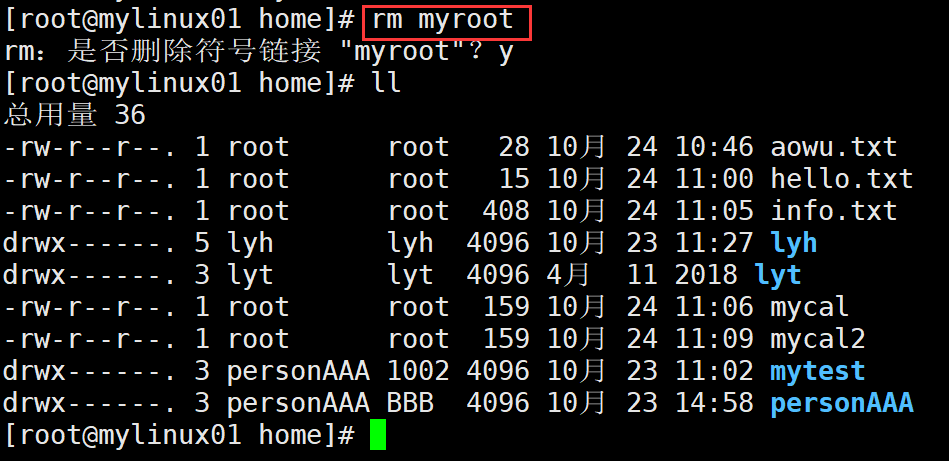 [root@mylinux01 home]# rm myroot
rm：是否删除符号链接 "myroot"？y
[root@mylinux01 home]# ll
总用量 36
-rw-r--r--. 1 root      root   28 10月 24 10:46 aowu.txt
-rw-r--r--. 1 root      root   15 10月 24 11:00 hello.txt
-rw-r--r--. 1 root      root  408 10月 24 11:05 info.txt
drwx------. 5 lyh       lyh  4096 10月 23 11:27 lyh
drwx------. 3 lyt       lyt  4096 4月  11 2018 lyt
-rw-r--r--. 1 root      root  159 10月 24 11:06 mycal
-rw-r--r--. 1 root      root  159 10月 24 11:09 mycal2
drwx------. 3 personAAA 1002 4096 10月 23 11:02 mytest
drwx------. 3 personAAA BBB  4096 10月 23 14:58 personAAA
[root@mylinux01 home]#